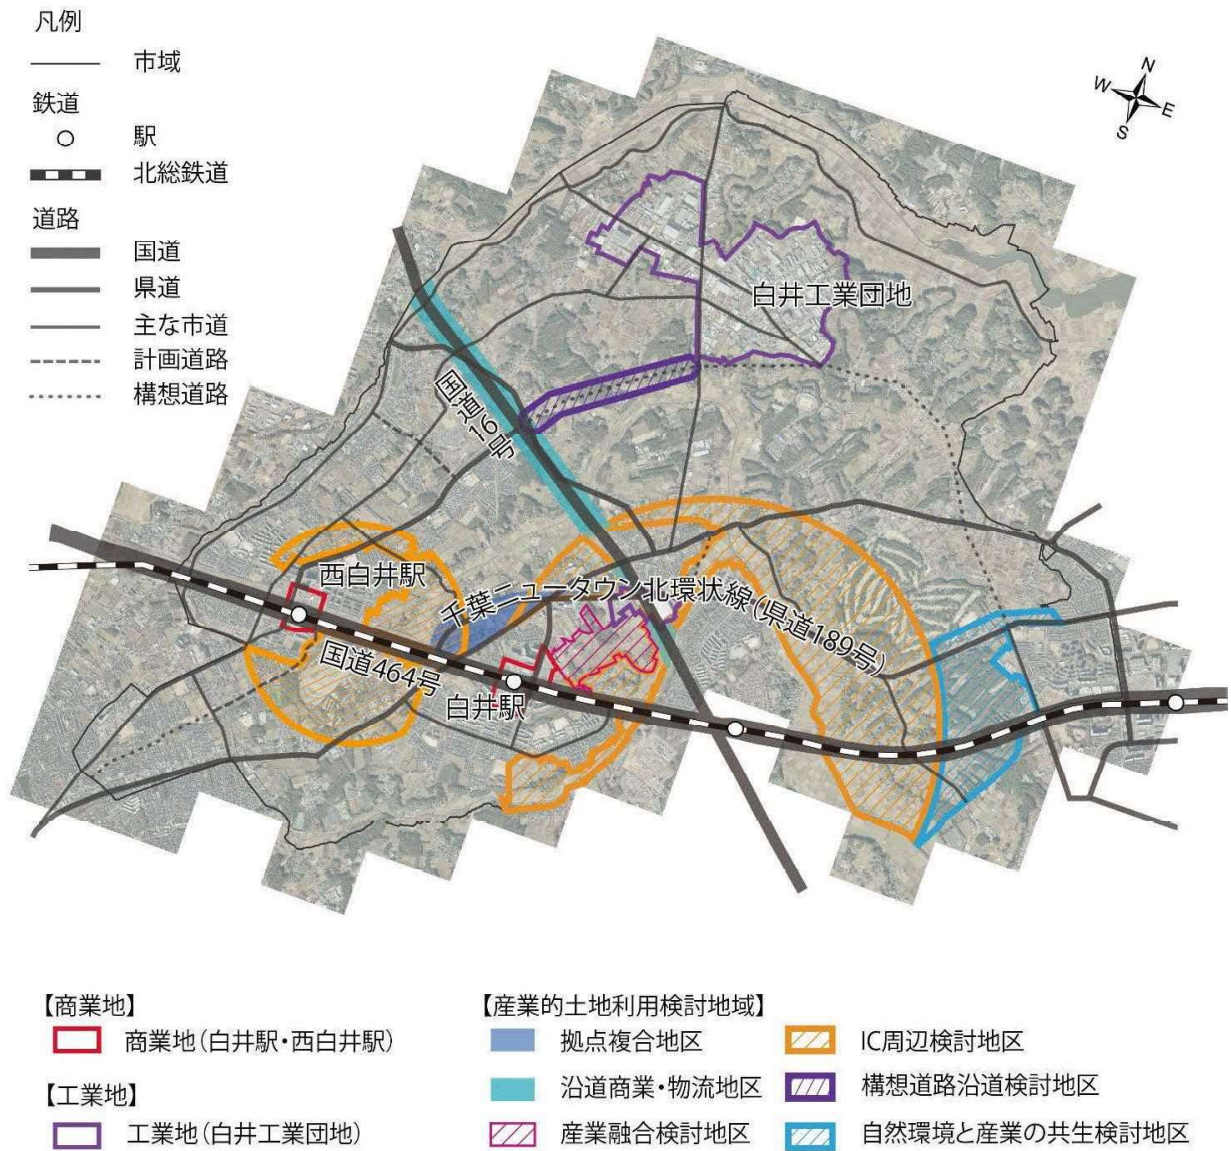 凡例
市域
鉄道
駅
北総鉄道
道路
国道
県道
主な市道
計画道路
構想道路
N
W
E
S
白井工業団地
国道16号
西白井駅
千葉ニュータウン北環状線(県道189号)
国道464号
白井駅
【商業地】
商業地(白井駅・西白井駅)
【工業地】
工業地(白井工業団地)
【産業的土地利用検討地域】
拠点複合地区
IC周辺検討地区
沿道商業・物流地区
構想道路沿道検討地区
産業融合検討地区
自然環境と産業の共生検討地区